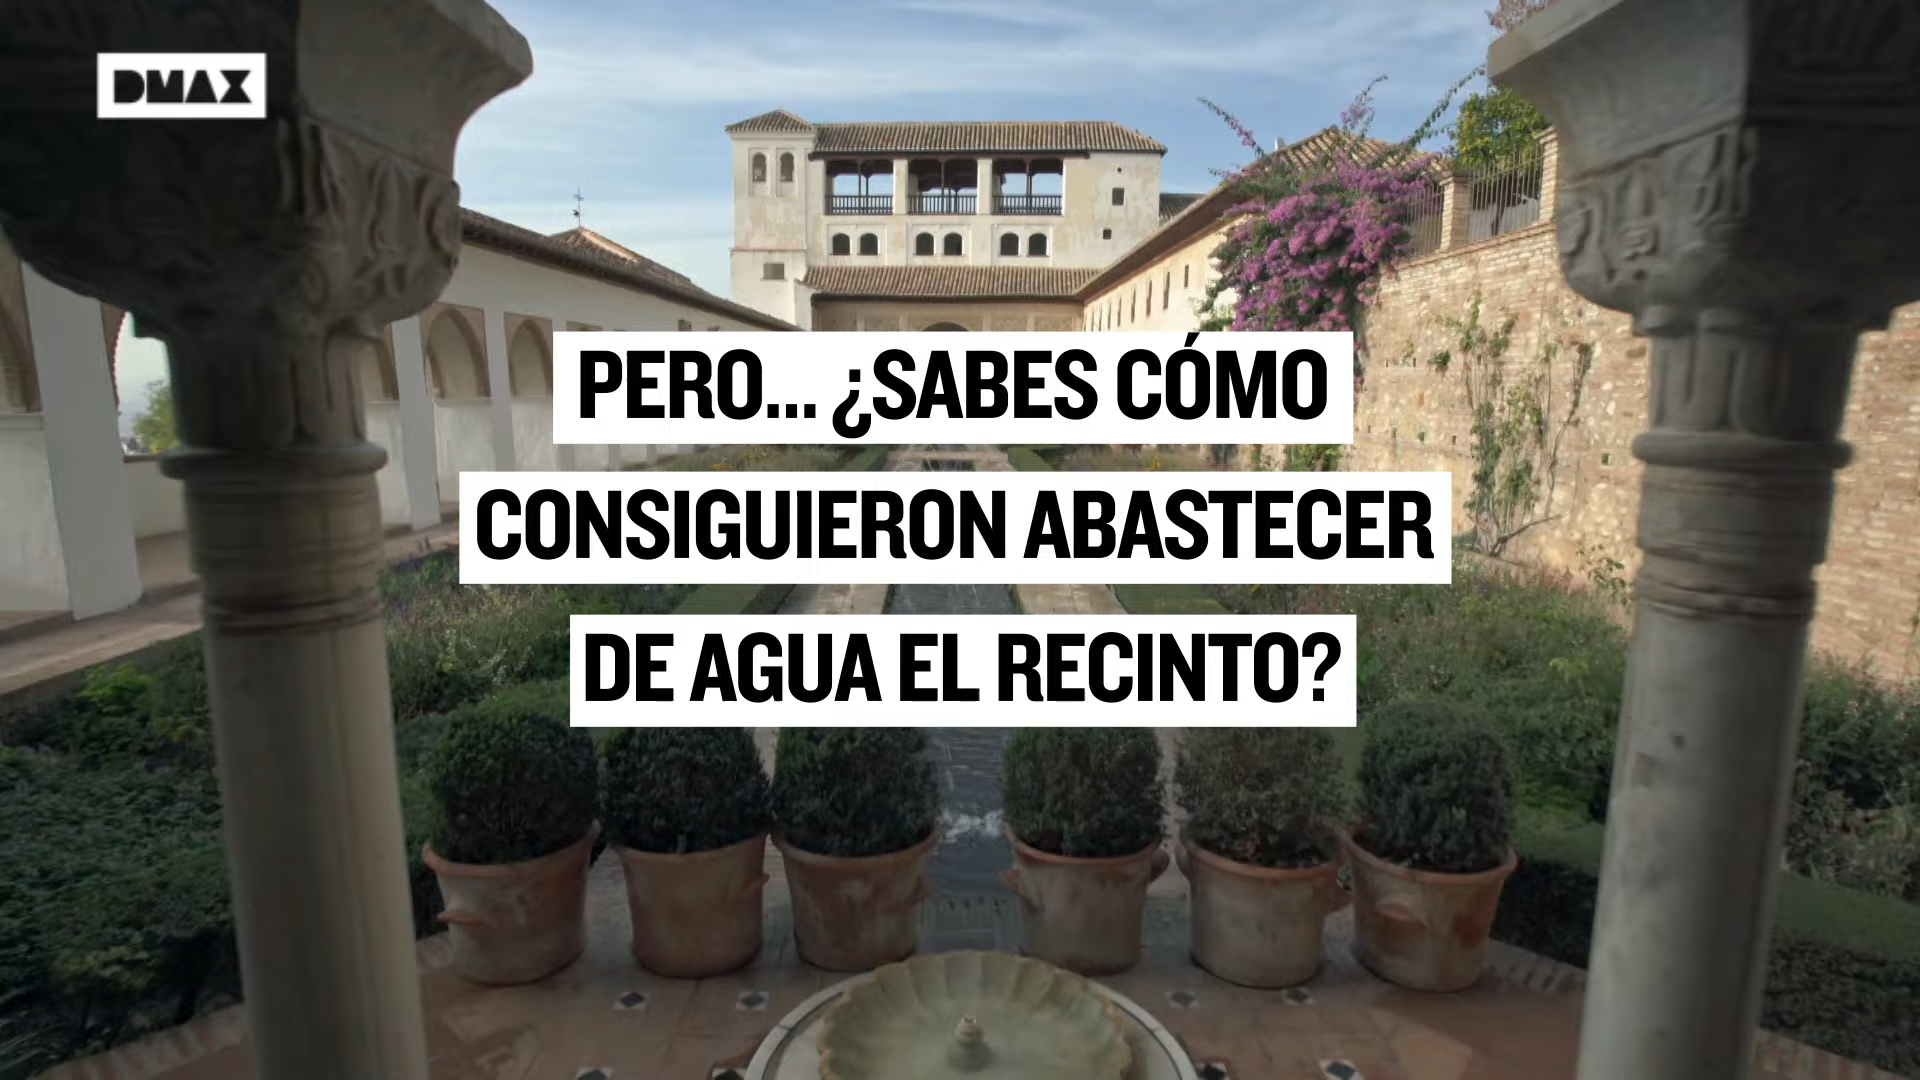 DMAX
PERO... ¿SABES CÓMO
CONSIGUIERON ABASTECER
DE AGUA EL RECINTO?